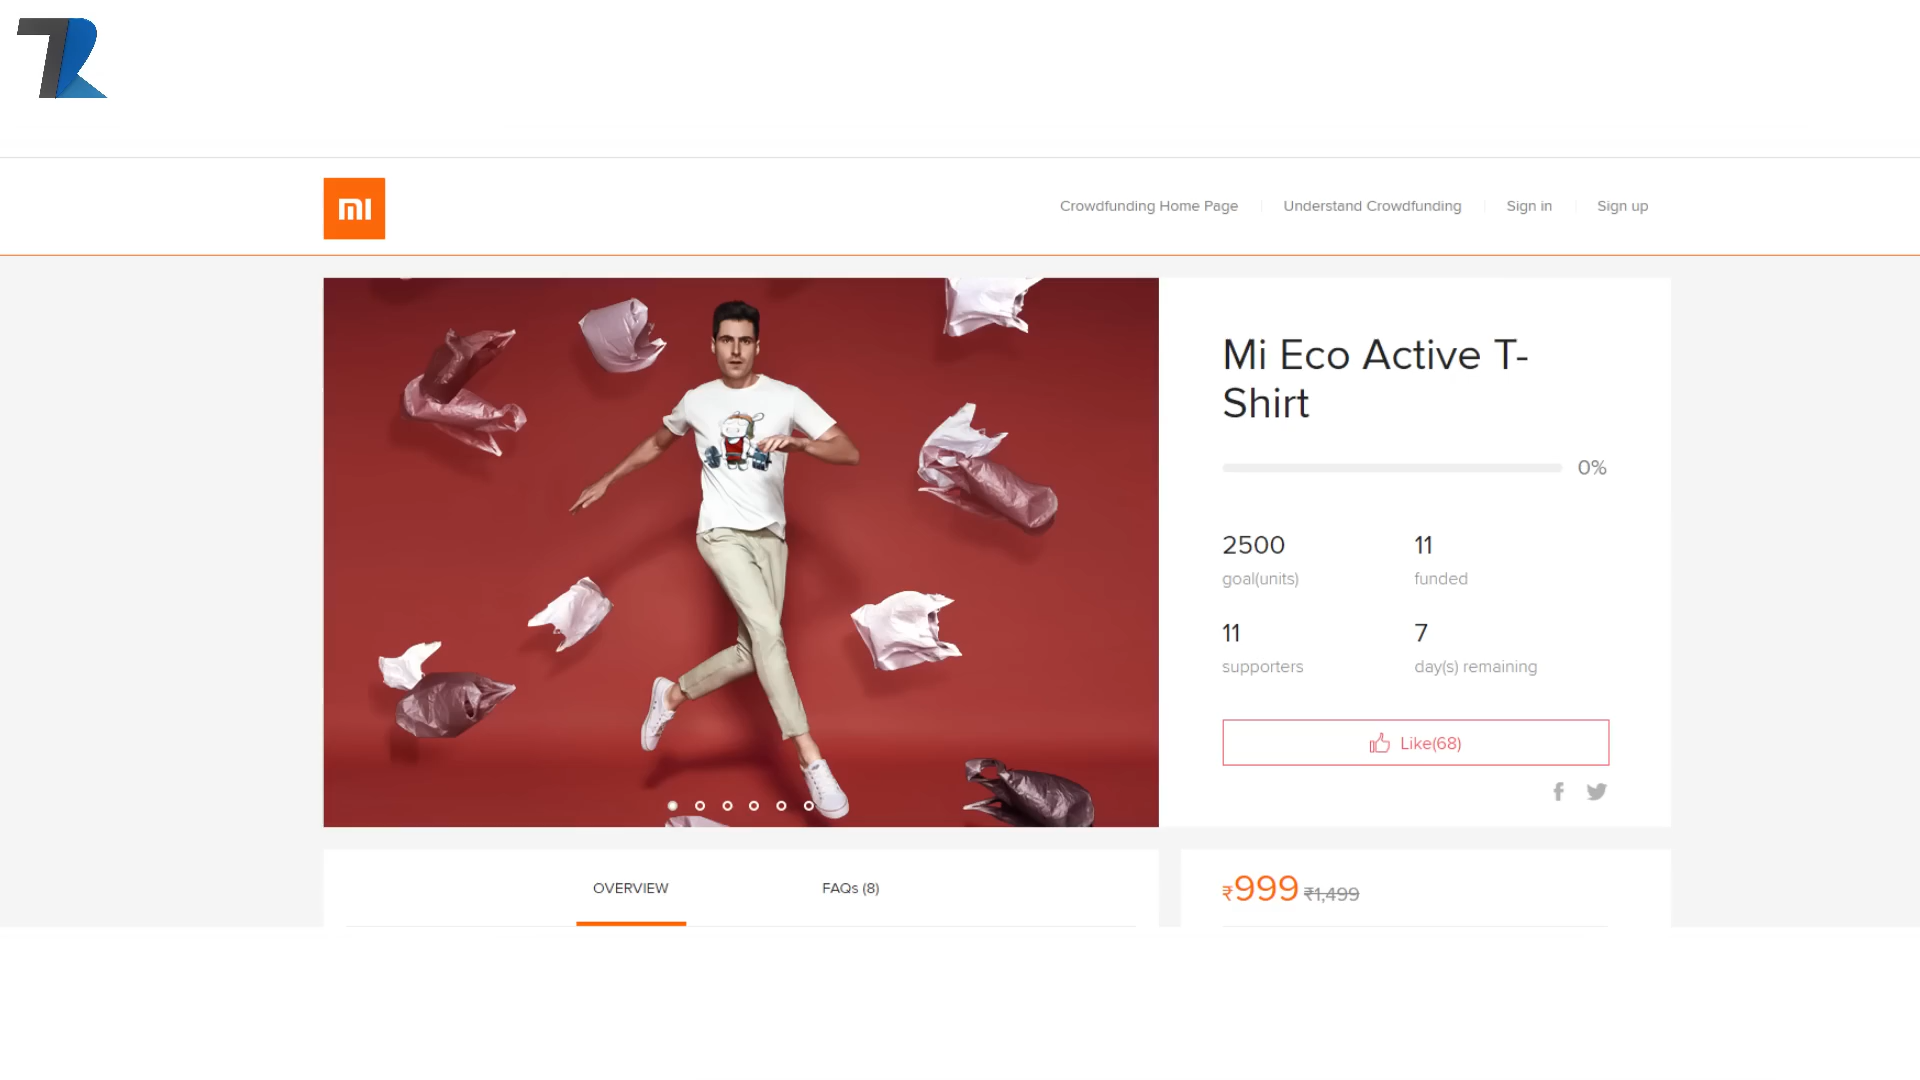 Crowdfunding Home Page
Understand Crowdfunding
Sign in
Sign up
Mi Eco Active T-
Shirt
0%
2500
goal(units)
11
funded
11
supporters
7
day(s) remaining
Like(68)
OVERVIEW
FAQs (8)
₹999 ₹1,499